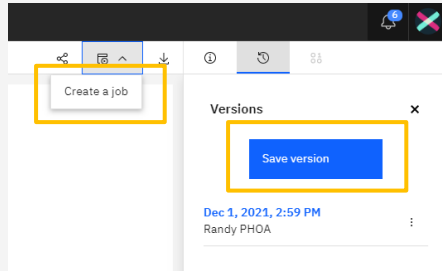 6
Create a job
Versions
Save version
Dec 1, 2021, 2:59 PM
Randy PHOA